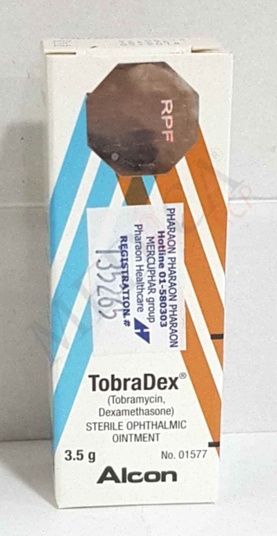 RPF
PHARAON PHARAON PHARAON
Hotline 01-580303
MERCUPHAR group
Pharaon Healthcare
REGISTRATION #
135265
TobraDex®
(Tobramycin,
Dexamethasone)
STERILE OPHTHALMIC
OINTMENT
3.5 g No. 01577
Alcon